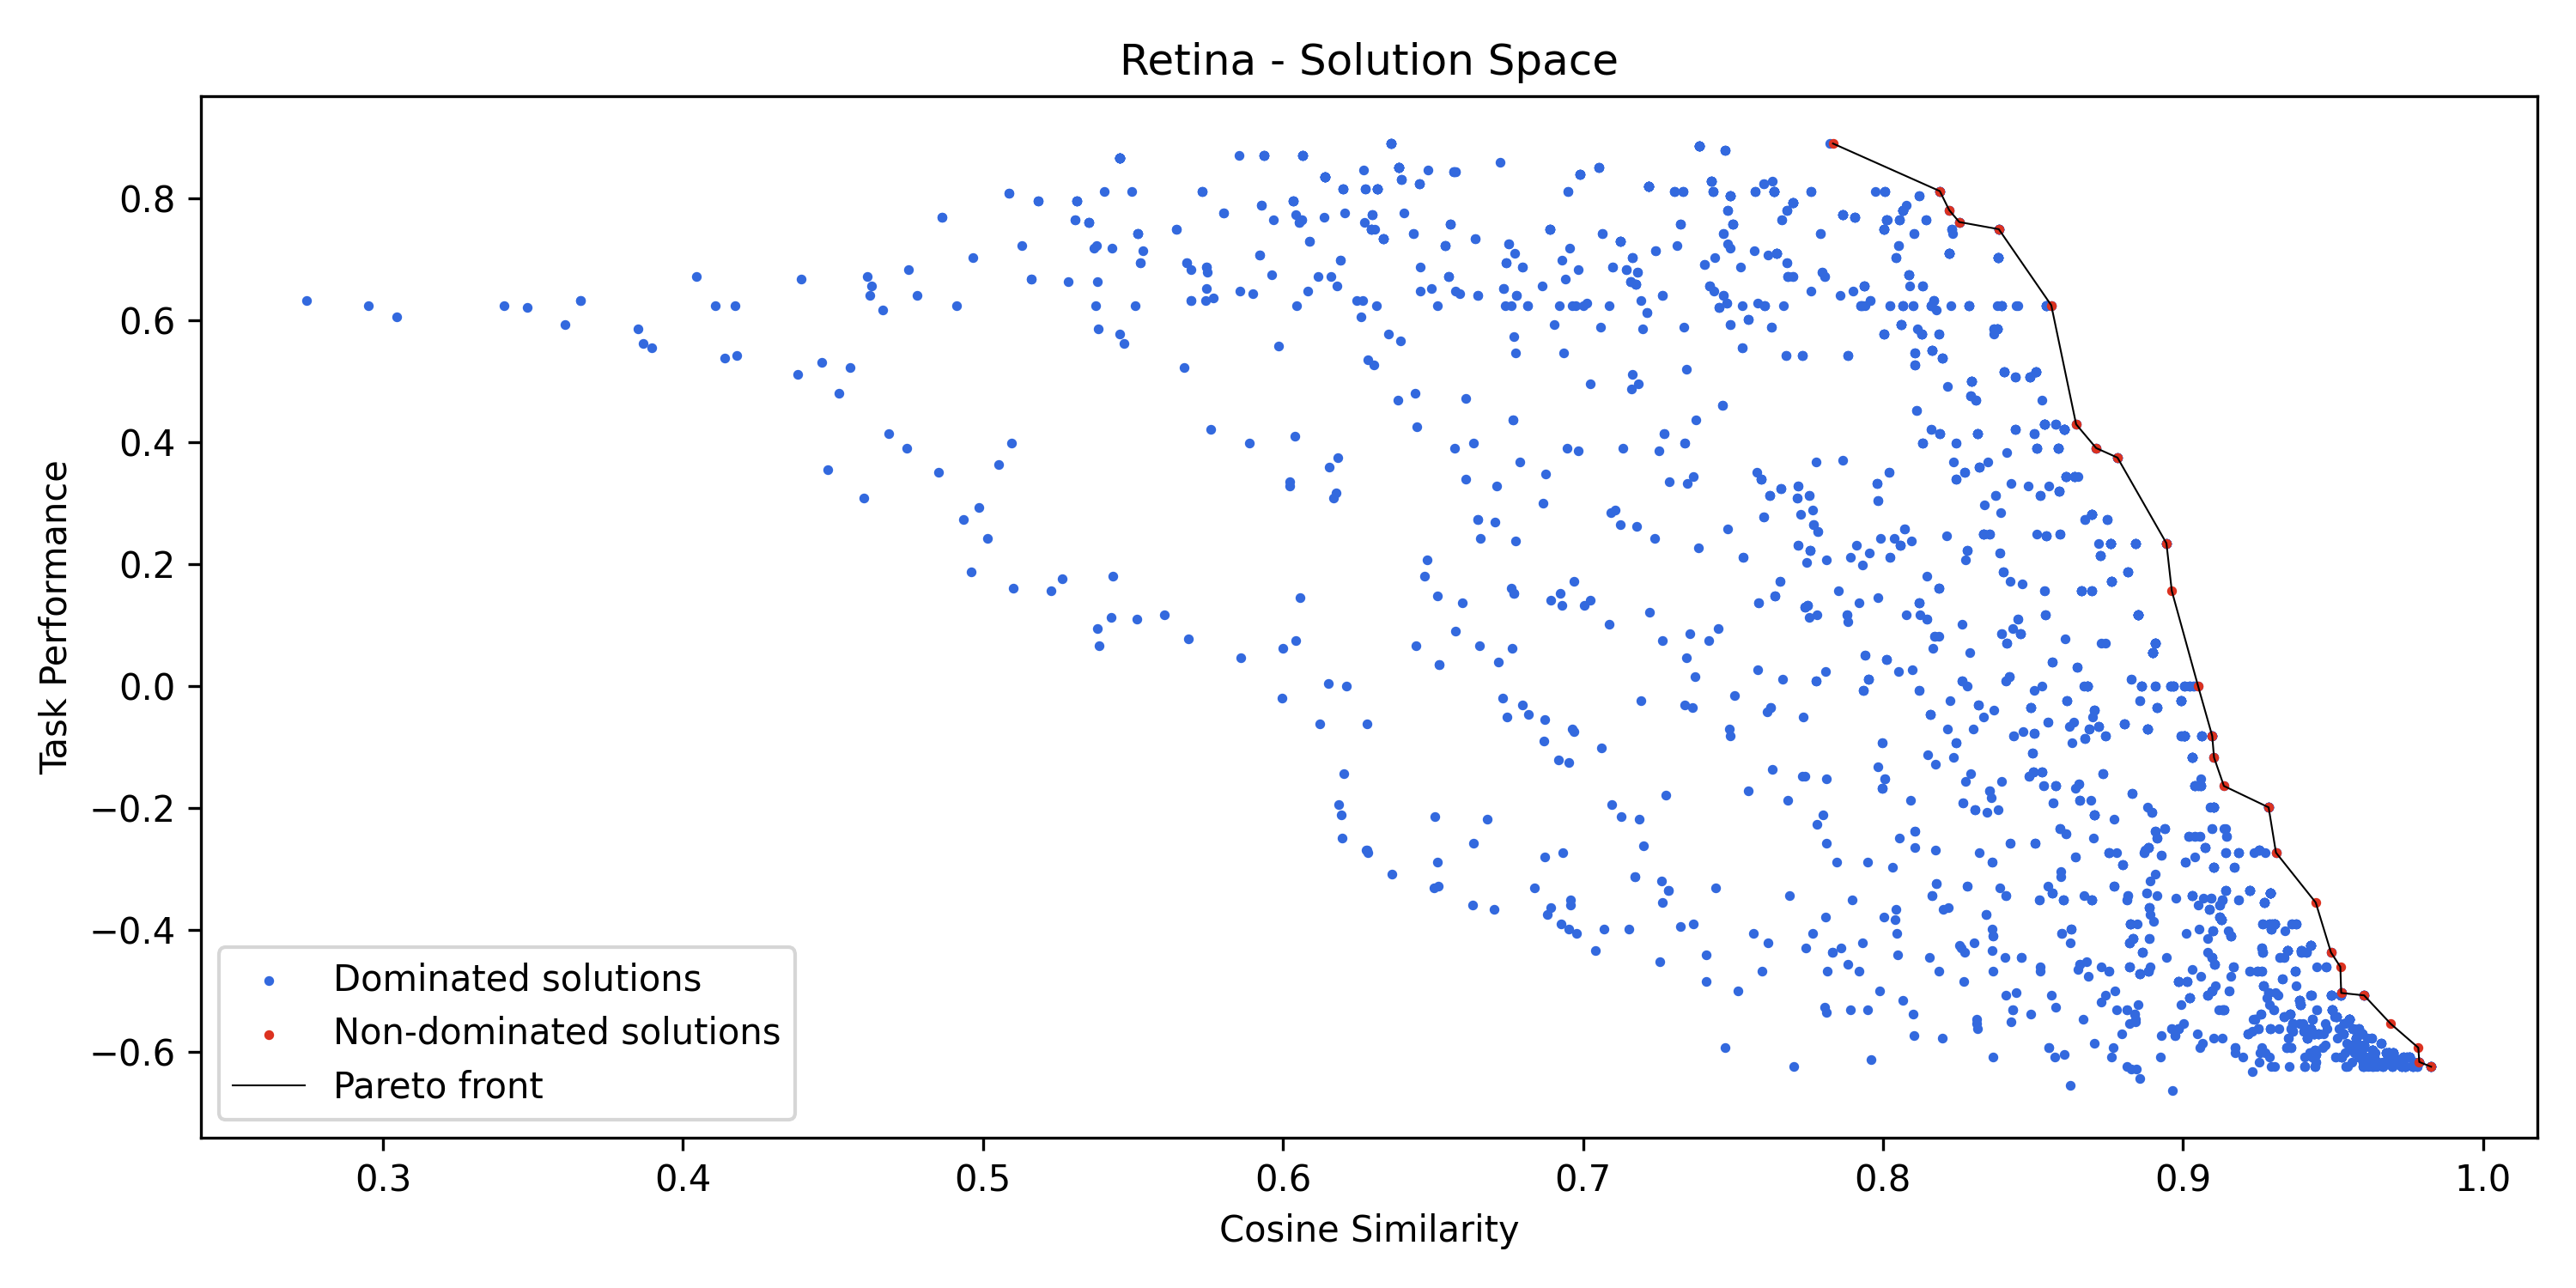 Retina - Solution Space
Task Performance
0.8
0.6
0.4
0.2
0.0
−0.2
−0.4
−0.6
Dominated solutions
Non-dominated solutions
Pareto front
0.3 0.4 0.5 0.6 0.7 0.8 0.9 1.0
Cosine Similarity